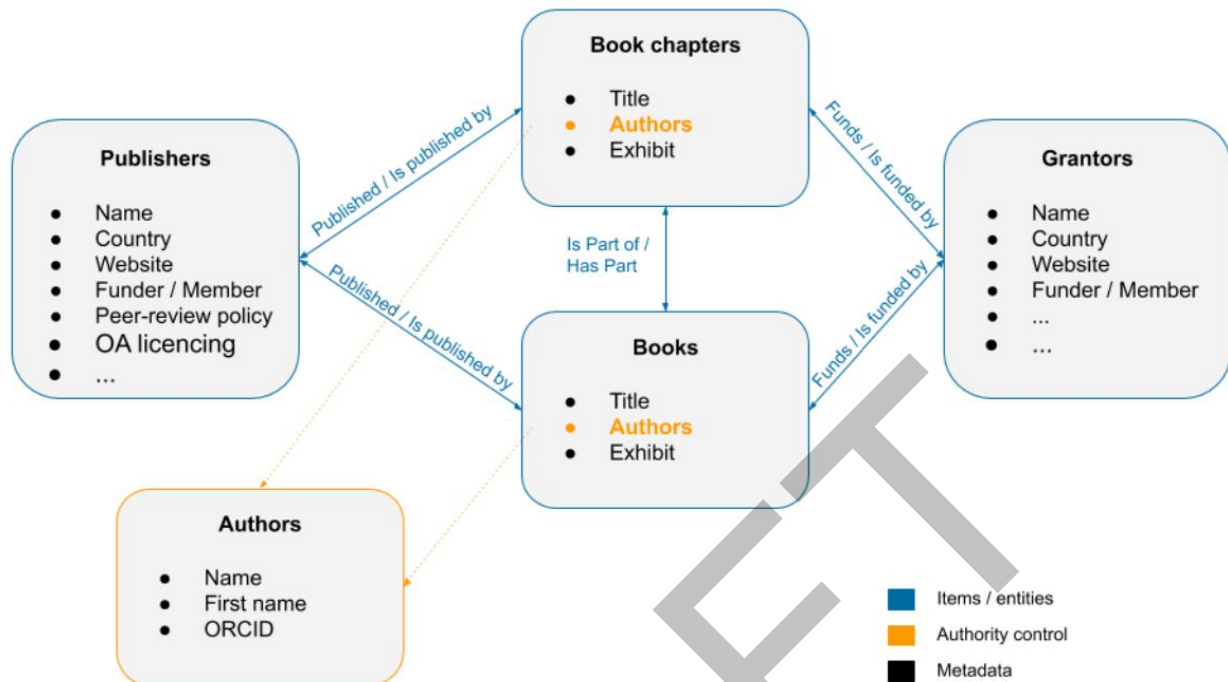 Book chapters
● Title
● Authors
● Exhibit
Publishers
● Name
● Country
● Website
● Funder / Member
● Peer-review policy
● OA licencing
● ...
Published / Is published by
Published / Is published by
Is Part of /
Has Part
Funds / Is funded by
Funds / Is funded by
Grantors
● Name
● Country
● Website
● Funder / Member
● ...
● ...
Books
● Title
● Authors
● Exhibit
Authors
● Name
● First name
● ORCID
Items / entities
Authority control
Metadata